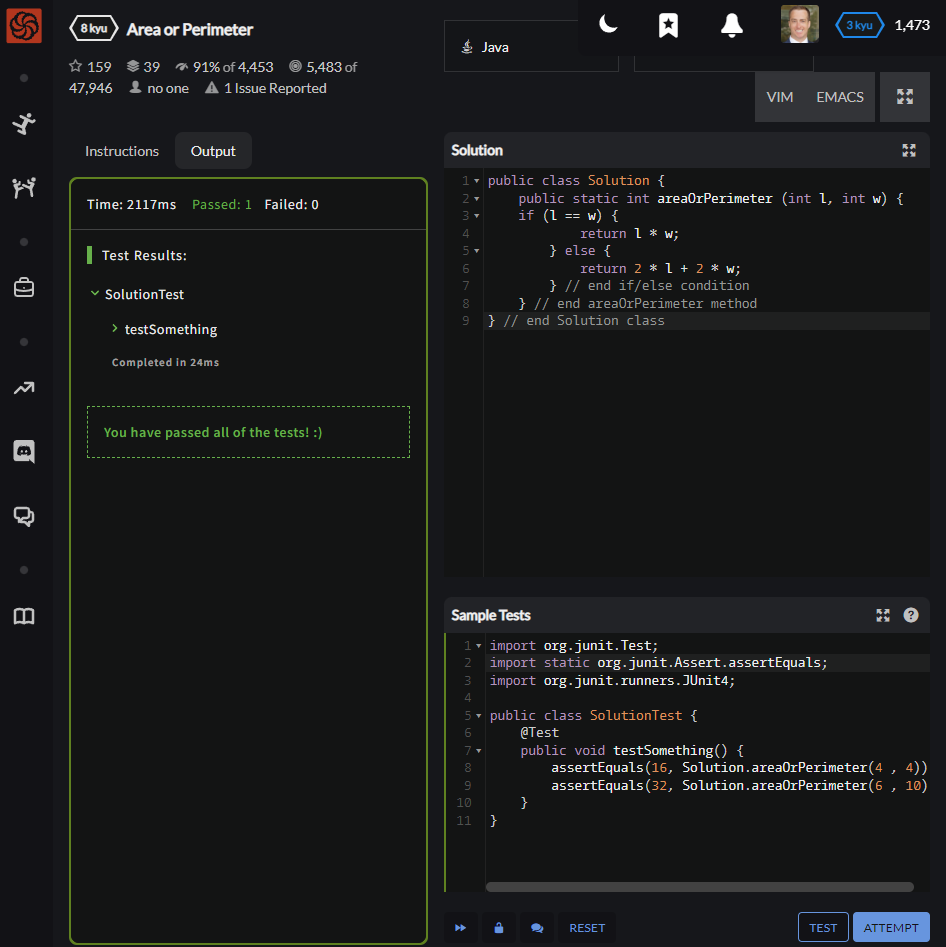 8 kyu Area or Perimeter
159 39 91% of 4,453 5,483 of
47,946 no one 1 Issue Reported
Java
3 kyu 1,473
VIM EMACS
Instructions Output
Time: 2117ms Passed: 1 Failed: 0
Test Results:
SolutionTest
testSomething
Completed in 24ms
You have passed all of the tests! :)
Solution
1 public class Solution {
2     public static int areaOrPerimeter (int l, int w) {
3     if (l == w) {
4             return l * w;
5         } else {
6             return 2 * l + 2 * w;
7         } // end if/else condition
8     } // end areaOrPerimeter method
9 } // end Solution class
Sample Tests ?
1 import org.junit.Test;
2 import static org.junit.Assert.assertEquals;
3 import org.junit.runners.JUnit4;
4
5 public class SolutionTest {
6     @Test
7     public void testSomething() {
8         assertEquals(16, Solution.areaOrPerimeter(4 , 4))
9         assertEquals(32, Solution.areaOrPerimeter(6 , 10)
10     }
11 }
RESET TEST ATTEMPT